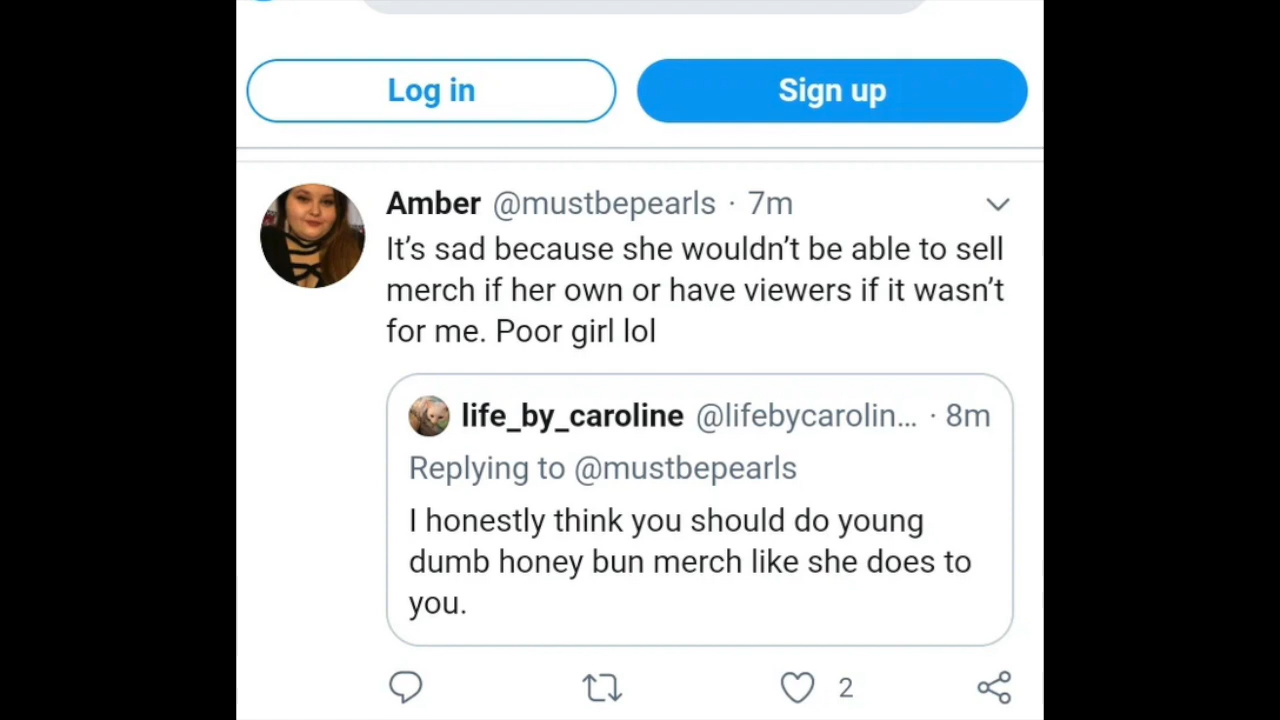 Log in
Sign up
Amber @mustbepearls · 7m
It's sad because she wouldn't be able to sell
merch if her own or have viewers if it wasn't
for me. Poor girl lol
life_by_caroline @lifebycarolin... · 8m
Replying to @mustbepearls
I honestly think you should do young
dumb honey bun merch like she does to
you.
2